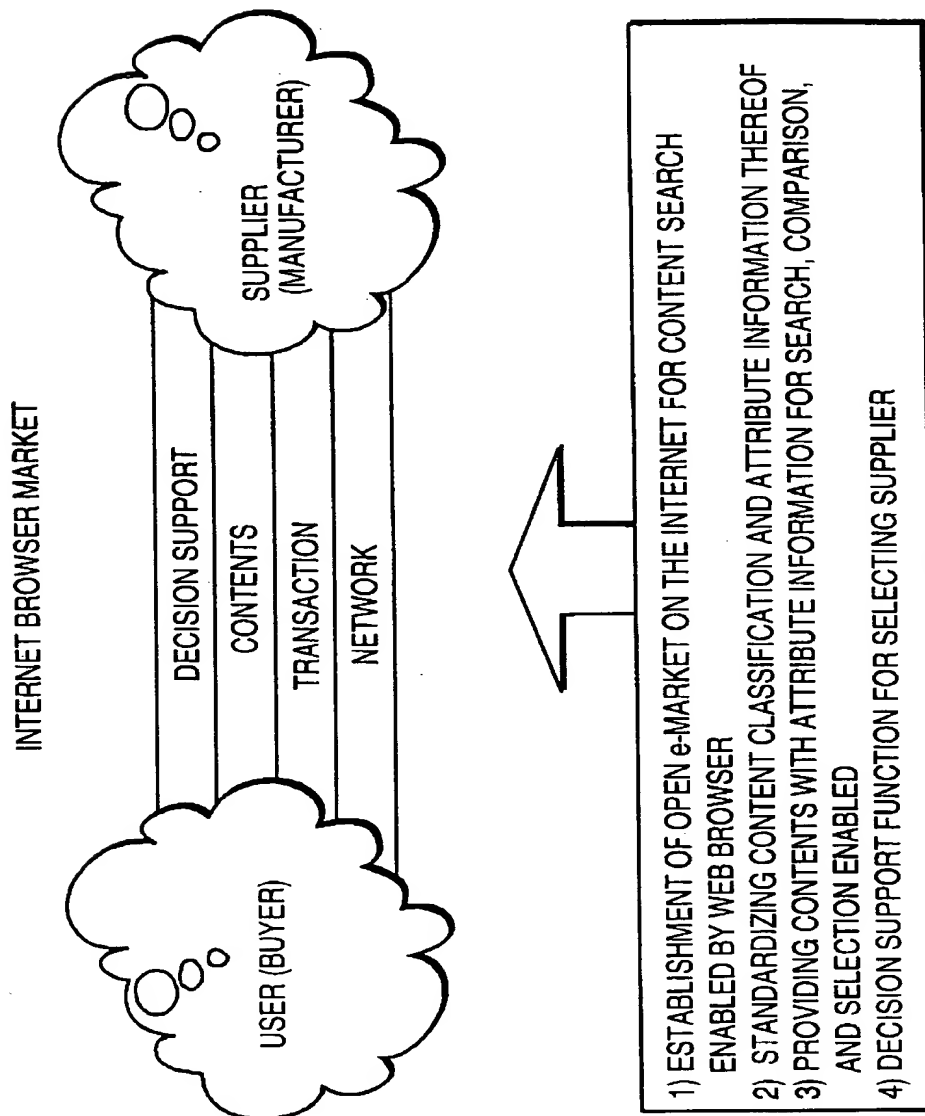 INTERNET BROWSER MARKET
USER (BUYER)
DECISION SUPPORT
CONTENTS
TRANSACTION
NETWORK
SUPPLIER
(MANUFACTURER)
1) ESTABLISHMENT OF OPEN e-MARKET ON THE INTERNET FOR CONTENT SEARCH
ENABLED BY WEB BROWSER
2) STANDARDIZING CONTENT CLASSIFICATION AND ATTRIBUTE INFORMATION THEREOF
3) PROVIDING CONTENTS WITH ATTRIBUTE INFORMATION FOR SEARCH, COMPARISON,
AND SELECTION ENABLED
4) DECISION SUPPORT FUNCTION FOR SELECTING SUPPLIER